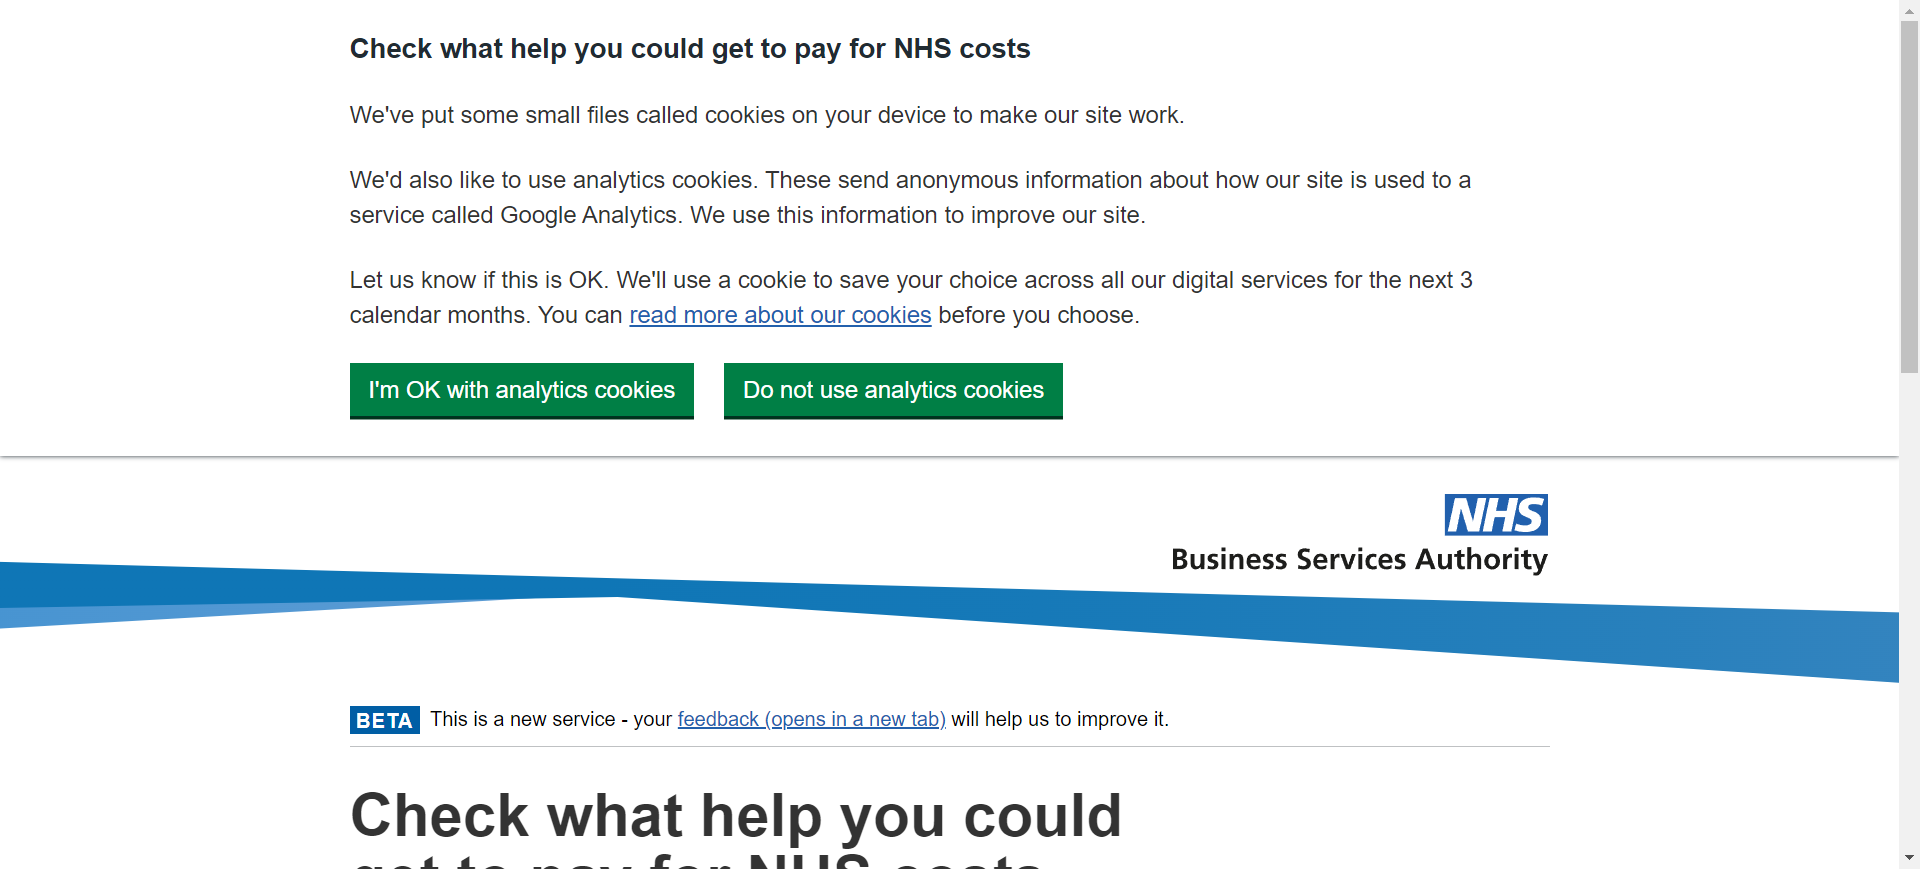 Check what help you could get to pay for NHS costs
We've put some small files called cookies on your device to make our site work.
We'd also like to use analytics cookies. These send anonymous information about how our site is used to a
service called Google Analytics. We use this information to improve our site.
Let us know if this is OK. We'll use a cookie to save your choice across all our digital services for the next 3
calendar months. You can read more about our cookies before you choose.
I'm OK with analytics cookies Do not use analytics cookies
NHS
Business Services Authority
BETA This is a new service - your feedback (opens in a new tab) will help us to improve it.
Check what help you could
get to pay for NHS costs